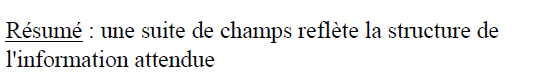 Résumé : une suite de champs reflète la structure de
l'information attendue